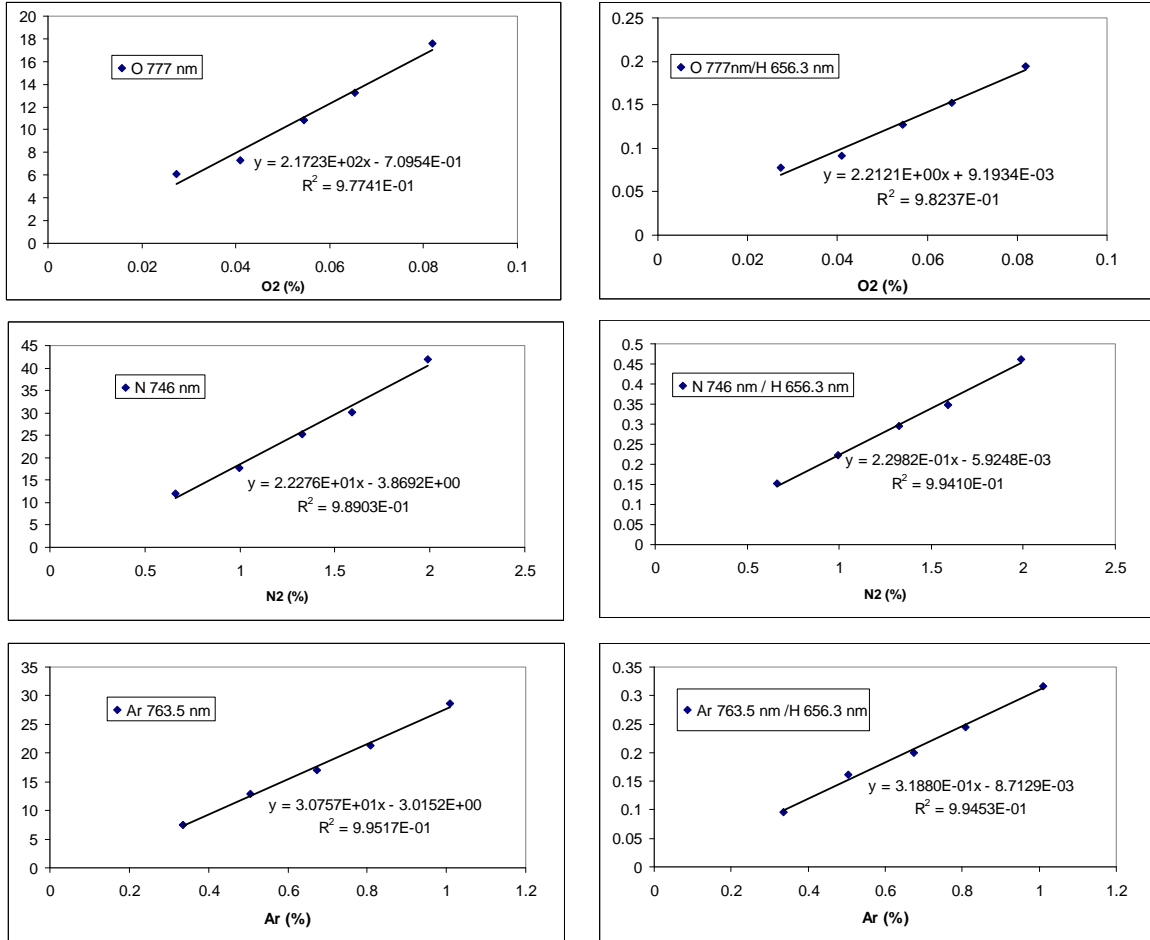 20
18
16
14
12
10
8
6
4
2
0
O 777 nm
y = 2.1723E+02x - 7.0954E-01
R² = 9.7741E-01
0 0.02 0.04 0.06 0.08 0.1
O2 (%)
0.25
0.2
0.15
0.1
0.05
0
O 777nm/H 656.3 nm
y = 2.2121E+00x + 9.1934E-03
R² = 9.8237E-01
0 0.02 0.04 0.06 0.08 0.1
O2 (%)
45
40
35
30
25
20
15
10
5
0
N 746 nm
y = 2.2276E+01x - 3.8692E+00
R² = 9.8903E-01
0 0.5 1 1.5 2 2.5
N2 (%)
0.5
0.45
0.4
0.35
0.3
0.25
0.2
0.15
0.1
0.05
0
N 746 nm / H 656.3 nm
y = 2.2982E-01x - 5.9248E-03
R² = 9.9410E-01
0 0.5 1 1.5 2 2.5
N2 (%)
35
30
25
20
15
10
5
0
Ar 763.5 nm
y = 3.0757E+01x - 3.0152E+00
R² = 9.9517E-01
0 0.2 0.4 0.6 0.8 1 1.2
Ar (%)
0.35
0.3
0.25
0.2
0.15
0.1
0.05
0
Ar 763.5 nm /H 656.3 nm
y = 3.1880E-01x - 8.7129E-03
R² = 9.9453E-01
0 0.2 0.4 0.6 0.8 1 1.2
Ar (%)